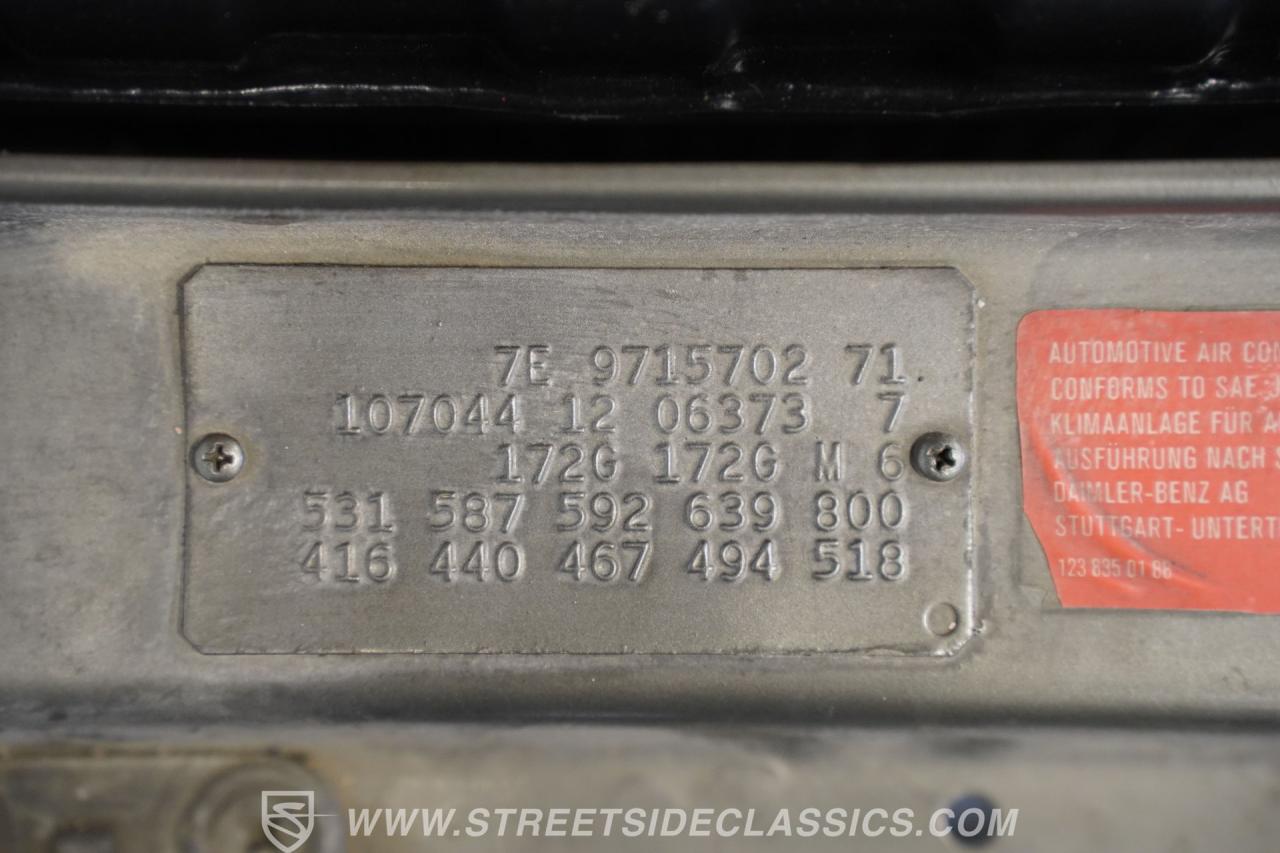 7E 9715702 71
107044 12 06373 7
172G 172G M 6
531 587 592 639 800
416 440 467 494 518
AUTOMOTIVE AIR CON
CONFORMS TO SAE
KLIMAANLAGE FÜR
AUSFÜHRUNG NACH
DAIMLER-BENZ AG
STUTTGART- UNTERT
123 835 01 88
WWW.STREETSIDECLASSICS.COM